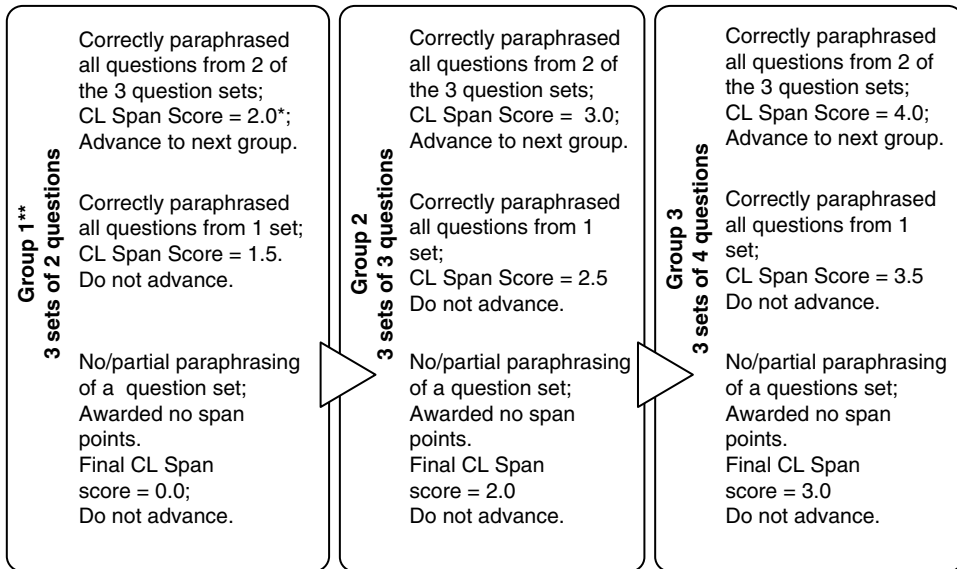 Group 1**
3 sets of 2 questions
Correctly paraphrased
all questions from 2 of
the 3 question sets;
CL Span Score = 2.0*;
Advance to next group.
Correctly paraphrased
all questions from 1 set;
CL Span Score = 1.5.
Do not advance.
No/partial paraphrasing
of a question set;
Awarded no span
points.
Final CL Span
score = 0.0;
Do not advance.
Group 2
3 sets of 3 questions
Correctly paraphrased
all questions from 2 of
the 3 question sets;
CL Span Score = 3.0;
Advance to next group.
Correctly paraphrased
all questions from 1
set;
CL Span Score = 2.5
Do not advance.
No/partial paraphrasing
of a question set;
Awarded no span
points.
Final CL Span
score = 2.0
Do not advance.
Group 3
3 sets of 4 questions
Correctly paraphrased
all questions from 2 of
the 3 question sets;
CL Span Score = 4.0;
Advance to next group.
Correctly paraphrased
all questions from 1
set;
CL Span Score = 3.5
Do not advance.
No/partial paraphrasing
of a questions set;
Awarded no span
points.
Final CL Span
score = 3.0
Do not advance.